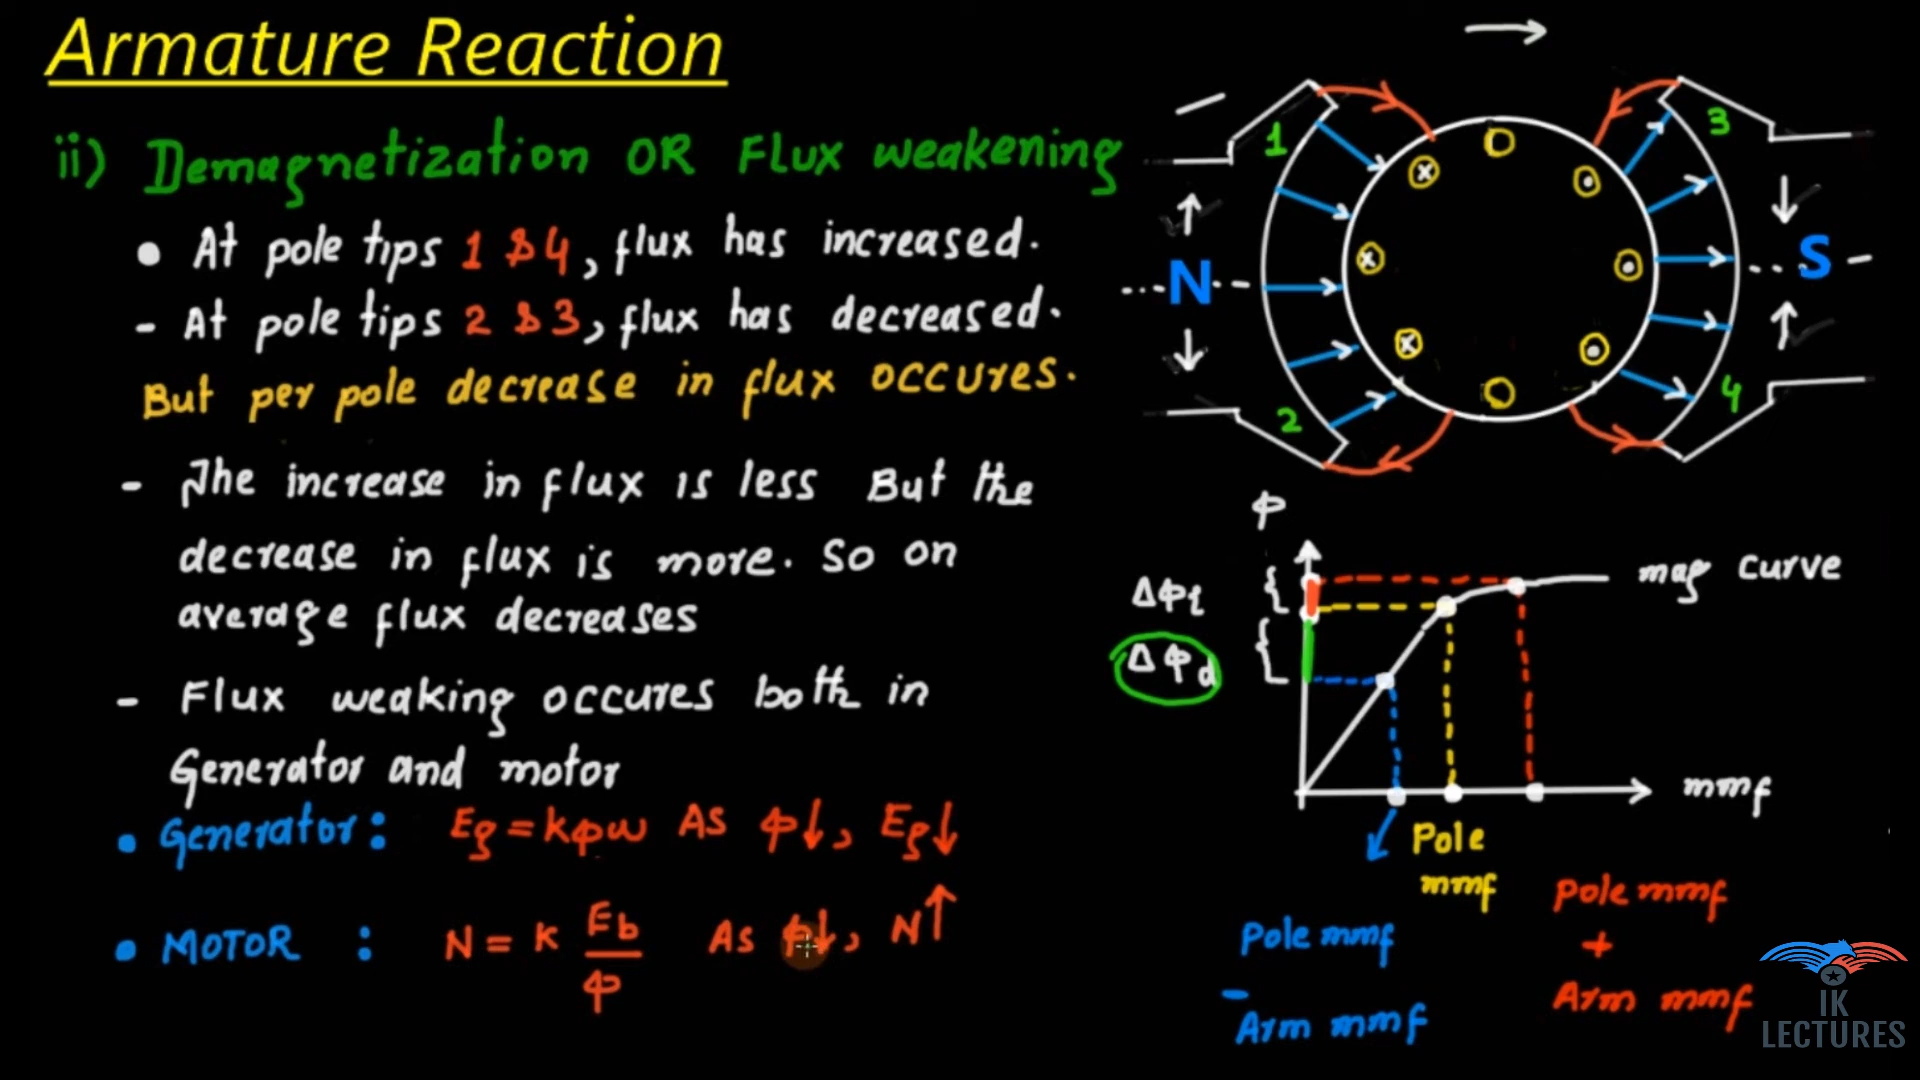 Armature Reaction
ii) Demagnetization OR Flux weakening
• At pole tips 1 & 4, flux has increased.
- At pole tips 2 & 3, flux has decreased.
But per pole decrease in flux occures.
- The increase in flux is less But the
decrease in flux is more. So on
average flux decreases
- Flux weaking occures both in
Generator and motor
• Generator: Eg = kφω As φ↓, Eg↓
• MOTOR : N = K Eb/φ As φ↓, N↑
1
3
N
S
2
4
φ
mag curve
Δφi
Δφd
mmf
Pole
mmf
Pole mmf
-
Arm mmf
Pole mmf
+
Arm mmf
IK
LECTURES